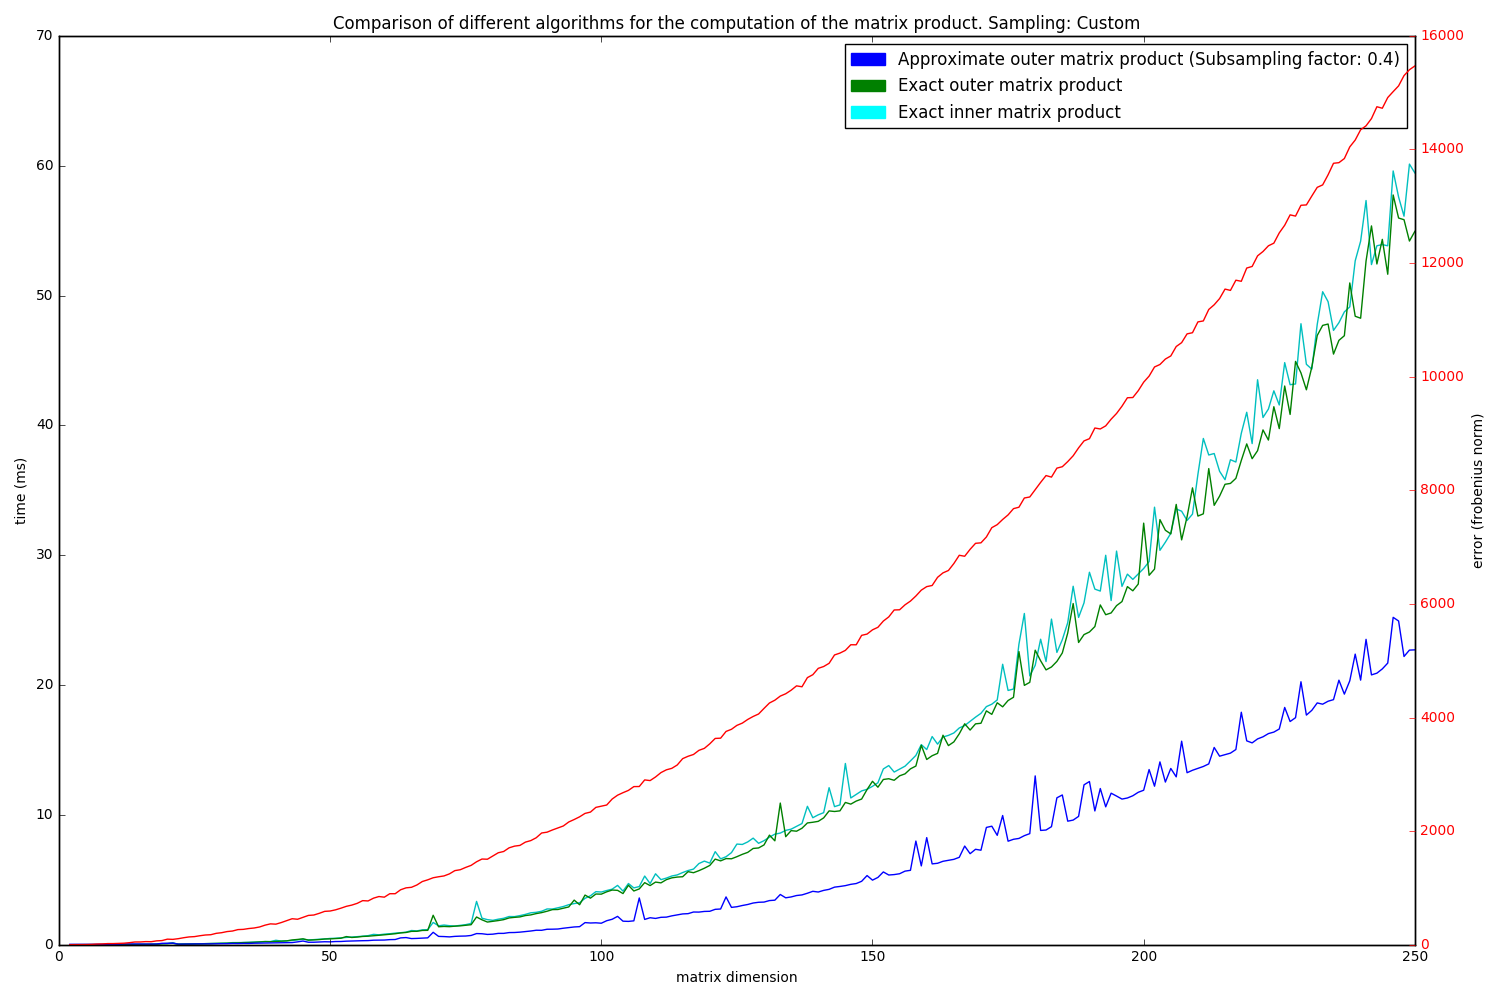 Comparison of different algorithms for the computation of the matrix product. Sampling: Custom
Approximate outer matrix product (Subsampling factor: 0.4)
Exact outer matrix product
Exact inner matrix product
70
60
50
40
30
20
10
0
time (ms)
0 50 100 150 200 250
matrix dimension
16000
14000
12000
10000
8000
6000
4000
2000
0
error (frobenius norm)